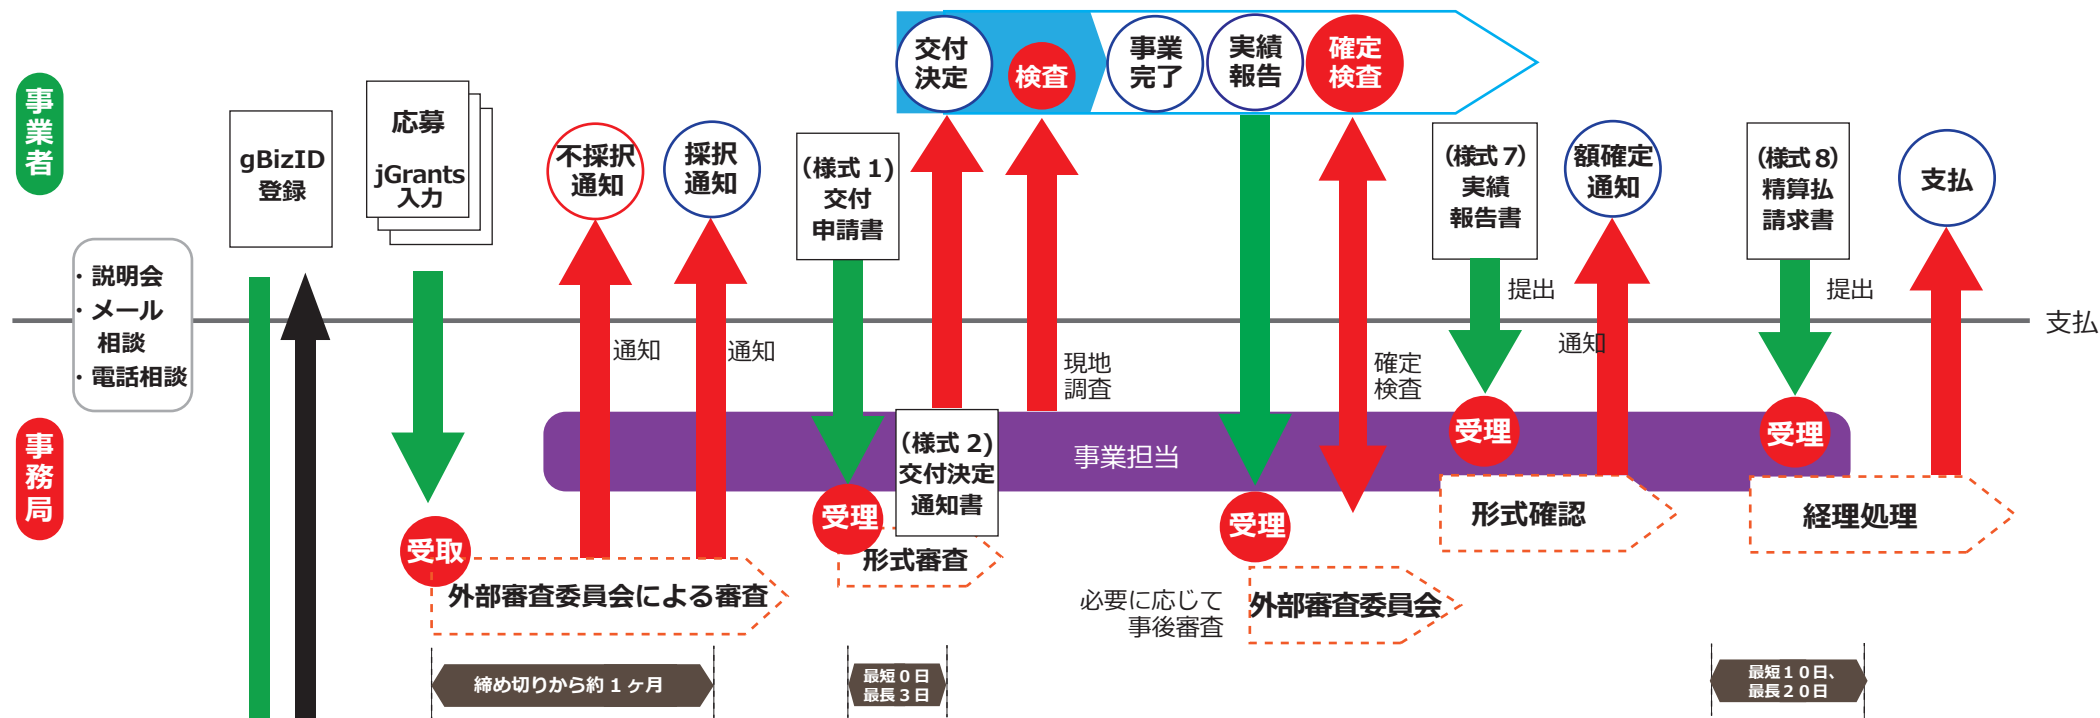 事業者
・説明会
・メール
相談
・電話相談
事務局
gBizID
登録
応募
jGrants
入力
受取
不採択
通知
通知
採択
通知
通知
外部審査委員会による審査
締め切りから約1ヶ月
(様式1)
交付
申請書
受理
形式審査
最短0日
最長3日
交付
決定
(様式2)
交付決定
通知書
検査
現地
調査
事業担当
事業
完了
実績
報告
受理
必要に応じて
事後審査
外部審査委員会
確定
検査
確定
検査
(様式7)
実績
報告書
提出
受理
形式確認
額確定
通知
通知
(様式8)
精算払
請求書
提出
受理
経理処理
最短10日、
最長20日
支払
支払